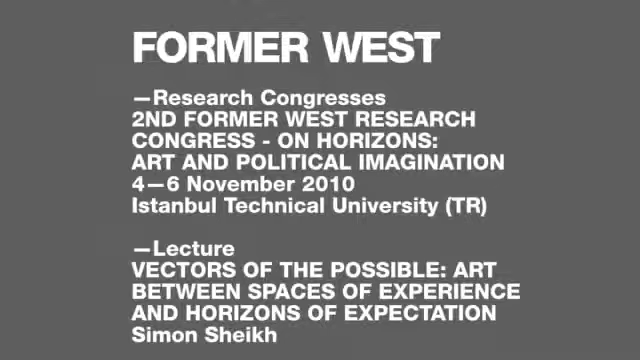 FORMER WEST
—Research Congresses
2ND FORMER WEST RESEARCH
CONGRESS - ON HORIZONS:
ART AND POLITICAL IMAGINATION
4—6 November 2010
Istanbul Technical University (TR)
—Lecture
VECTORS OF THE POSSIBLE: ART
BETWEEN SPACES OF EXPERIENCE
AND HORIZONS OF EXPECTATION
Simon Sheikh